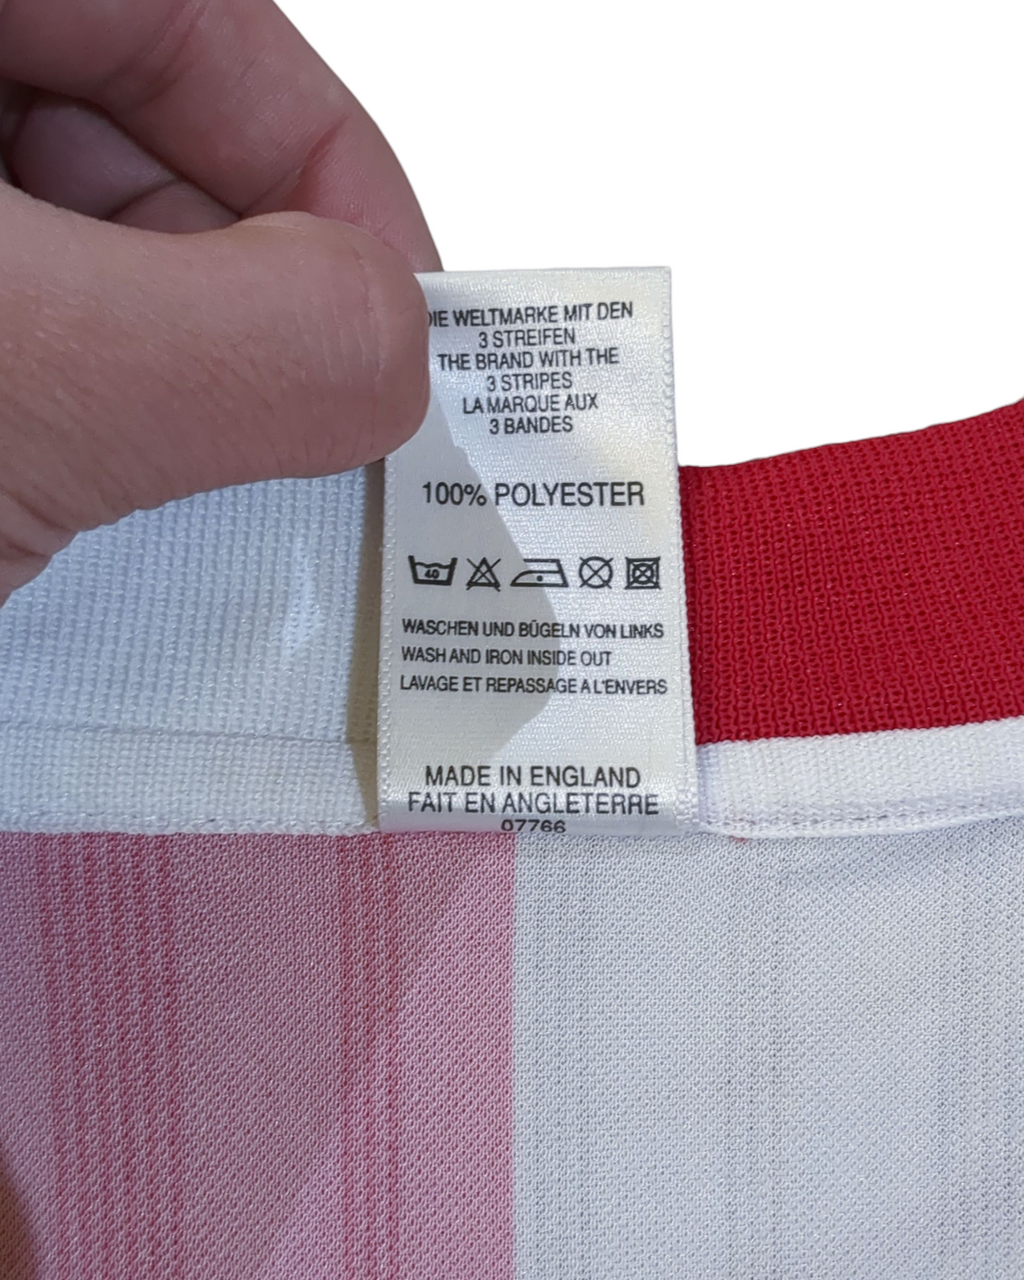 DIE WELTMARKE MIT DEN
3 STREIFEN
THE BRAND WITH THE
3 STRIPES
LA MARQUE AUX
3 BANDES
100% POLYESTER
40
WASCHEN UND BÜGELN VON LINKS
WASH AND IRON INSIDE OUT
LAVAGE ET REPASSAGE A L'ENVERS
MADE IN ENGLAND
FAIT EN ANGLETERRE
07766